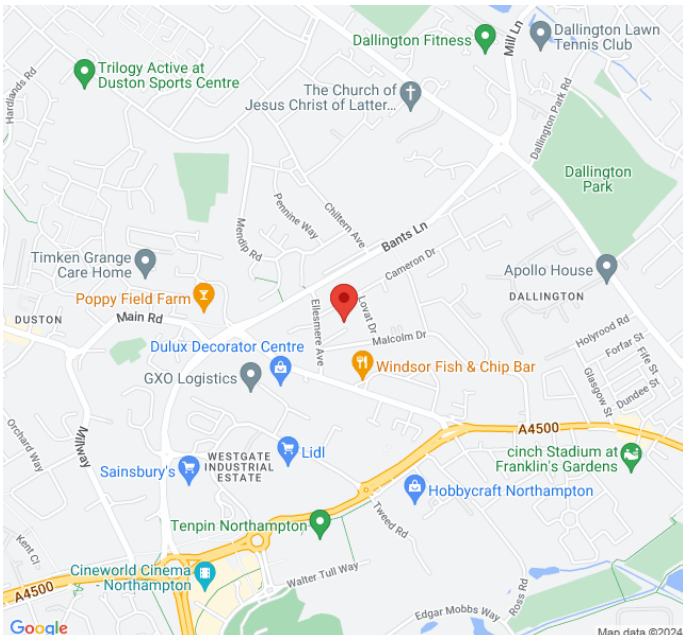 Dallington Fitness
Mill Ln
Dallington Lawn
Tennis Club
Trilogy Active at
Duston Sports Centre
Harlands Rd
The Church of
Jesus Christ of Latter...
Dallington Park Rd
Dallington
Park
Pennine Way
Chiltern Ave
Mendip Rd
Bants Ln
Cameron Dr
Timken Grange
Care Home
Apollo House
DALLINGTON
Poppy Field Farm
Main Rd
DUSTON
Ellesmere Ave
Lovat Dr
Malcolm Dr
Holyrood Rd
Forfar St
Fife St
Dundee St
Glasgow St
Dulux Decorator Centre
GXO Logistics
Windsor Fish & Chip Bar
A4500
Millway
Orchard Way
Sainsbury's
WESTGATE
INDUSTRIAL
ESTATE
Lidl
cinch Stadium at
Franklin's Gardens
Hobbycraft Northampton
Tweed Rd
Tenpin Northampton
Kent Cl
Cineworld Cinema
- Northampton
Walter Tull Way
A4500
Ross Rd
Edgar Mobbs Way
Google
Map data ©2024